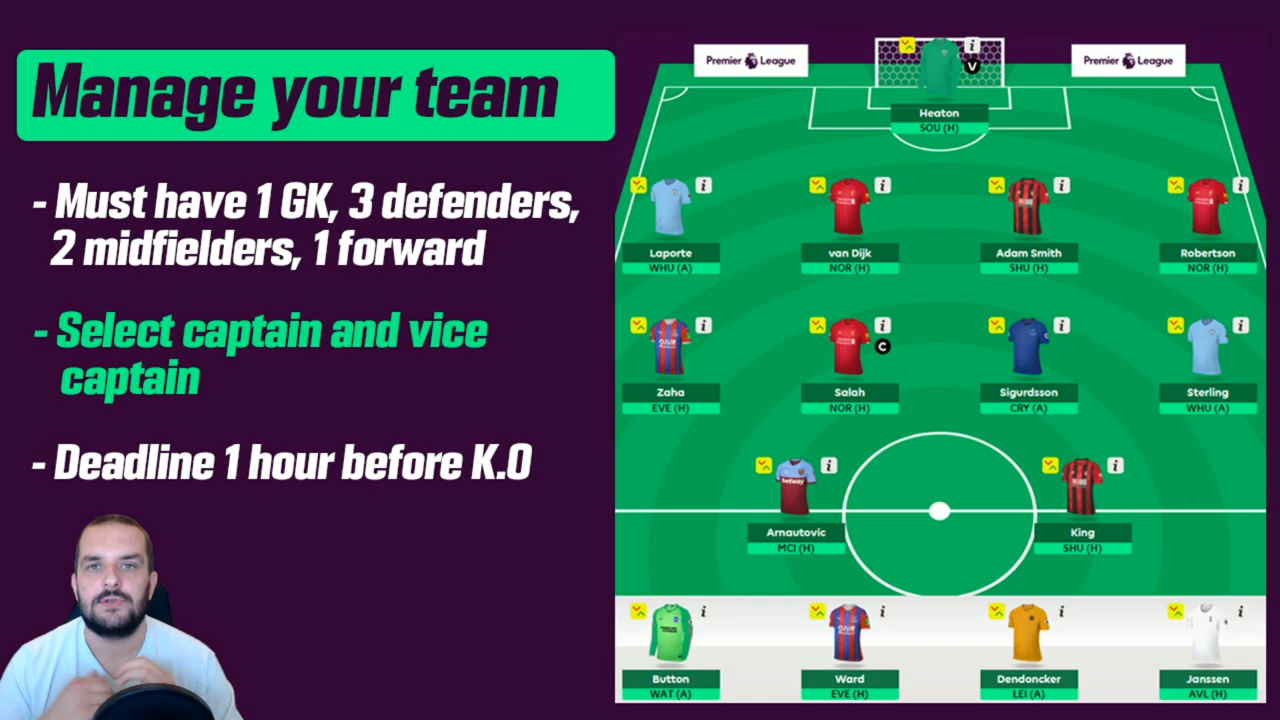 Manage your team
- Must have 1 GK, 3 defenders,
2 midfielders, 1 forward
- Select captain and vice
captain
- Deadline 1 hour before K.O
Premier League
Premier League
V
Heaton
SOU (H)
Laporte
WHU (A)
van Dijk
NOR (H)
Adam Smith
SHU (H)
Robertson
NOR (H)
Zaha
EVE (H)
C
Salah
NOR (H)
Sigurdsson
CRY (A)
Sterling
WHU (A)
betway
Arnautovic
MCI (H)
King
SHU (H)
Button
WAT (A)
Ward
EVE (H)
Dendoncker
LEI (A)
Janssen
AVL (H)